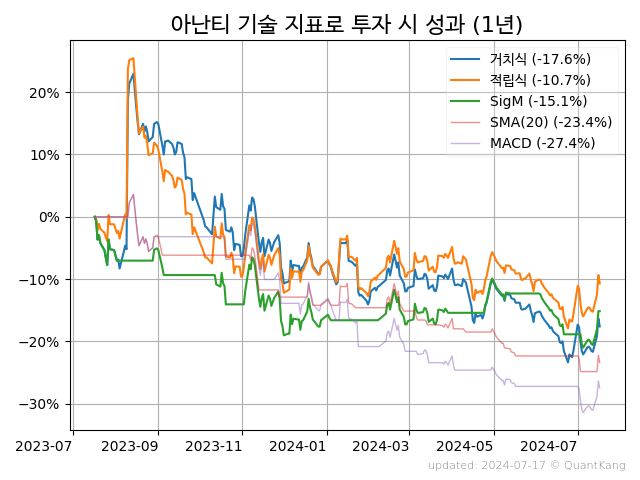 아난티 기술 지표로 투자 시 성과 (1년)
거치식 (-17.6%)
적립식 (-10.7%)
SigM (-15.1%)
SMA(20) (-23.4%)
MACD (-27.4%)
20%
10%
0%
−10%
−20%
−30%
2023-07 2023-09 2023-11 2024-01 2024-03 2024-05 2024-07
updated: 2024-07-17 © QuantKang